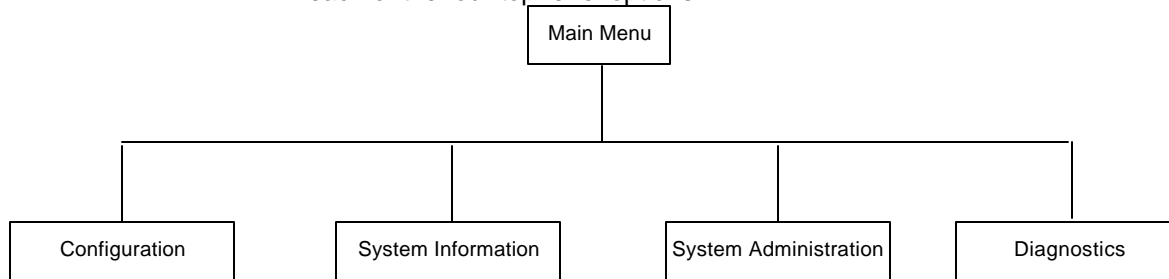 Main Menu
Configuration
System Information
System Administration
Diagnostics